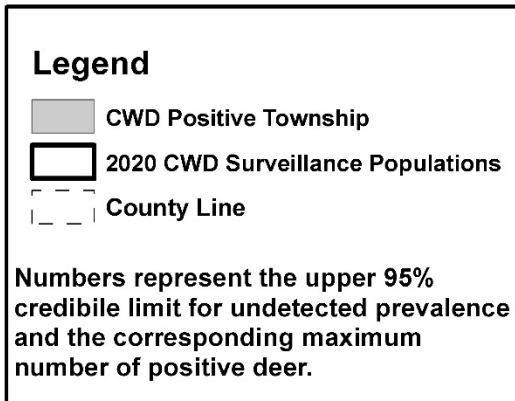 Legend
CWD Positive Township
2020 CWD Surveillance Populations
County Line
Numbers represent the upper 95%
credibile limit for undetected prevalence
and the corresponding maximum
number of positive deer.